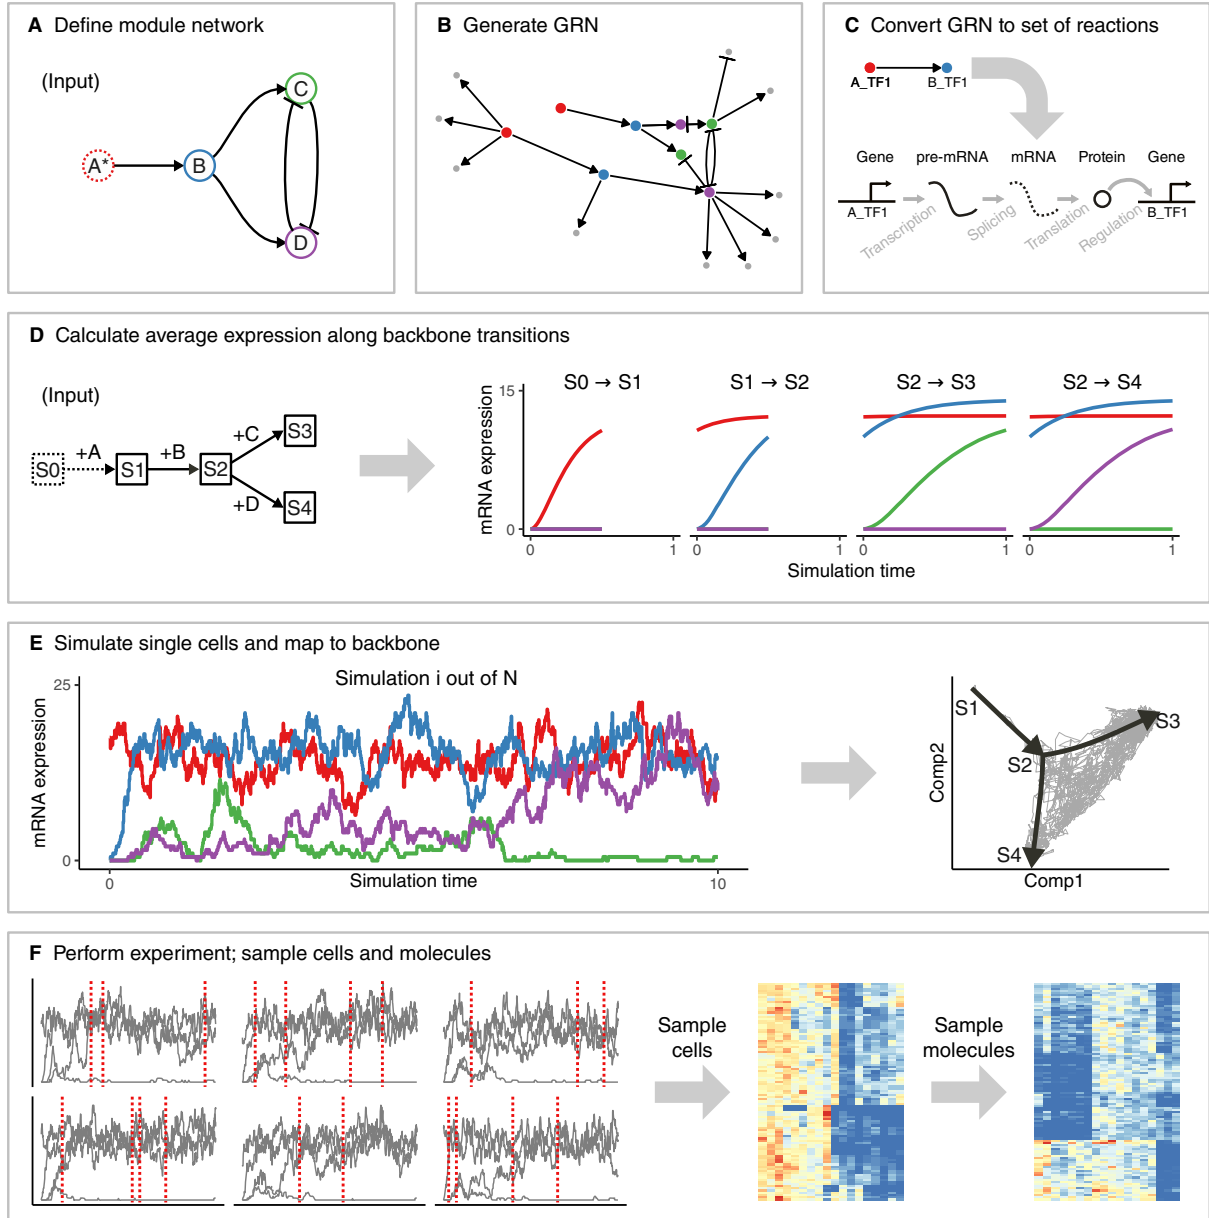 A Define module network
(Input)
A*
B
C
D
B Generate GRN
C Convert GRN to set of reactions
A_TF1
B_TF1
Gene
pre-mRNA
mRNA
Protein
Gene
A_TF1
Transcription
Splicing
Translation
Regulation
B_TF1
D Calculate average expression along backbone transitions
(Input)
S0
+A
S1
+B
S2
+C
S3
+D
S4
mRNA expression
15
0
S0 → S1
S1 → S2
S2 → S3
S2 → S4
0 1 0 1 0 1 0 1
Simulation time
E Simulate single cells and map to backbone
Simulation i out of N
mRNA expression
25
0
0
Simulation time
10
Comp2
S1
S2
S3
S4
Comp1
F Perform experiment; sample cells and molecules
Sample
cells
Sample
molecules